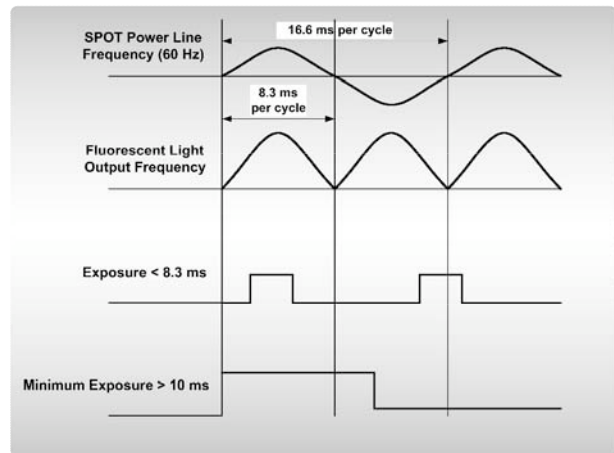 SPOT Power Line
Frequency (60 Hz)
16.6 ms per cycle
8.3 ms
per cycle
Fluorescent Light
Output Frequency
Exposure < 8.3 ms
Minimum Exposure > 10 ms